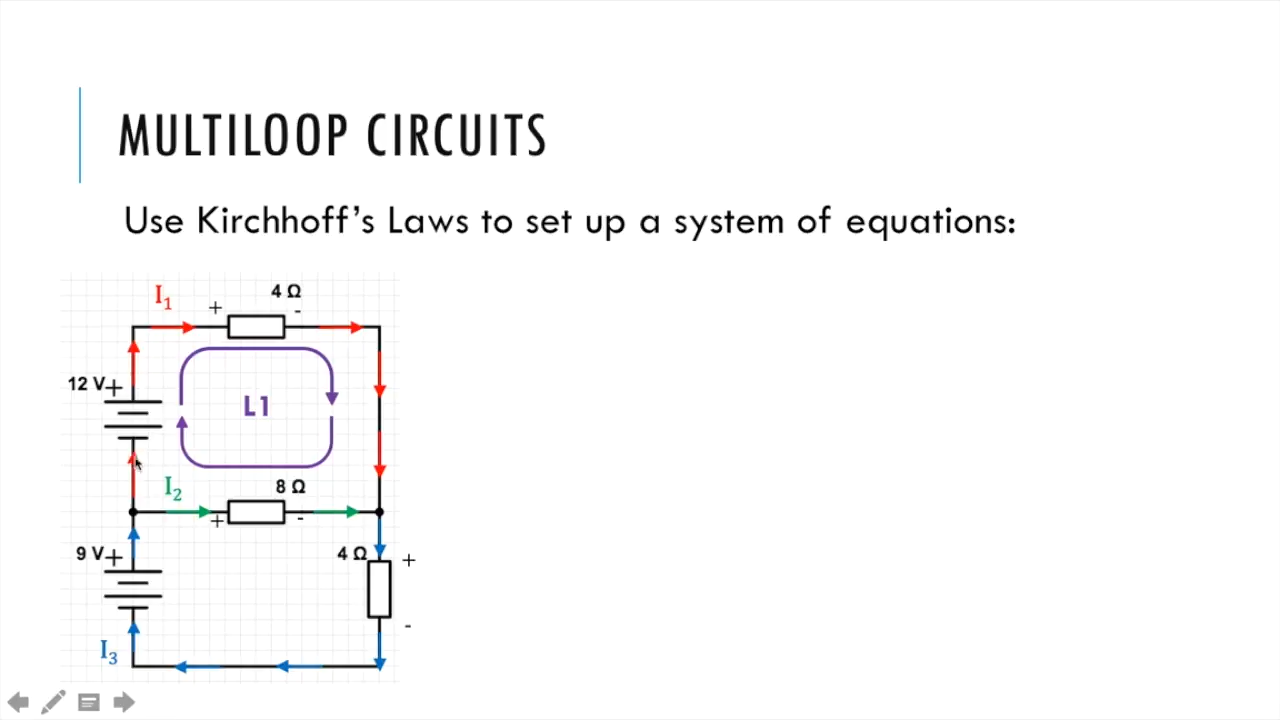 MULTILOOP CIRCUITS
Use Kirchhoff's Laws to set up a system of equations:
I₁
4 Ω
+
-
12 V
+
L1
I₂
8 Ω
+
-
9 V
+
4 Ω
+
-
I₃